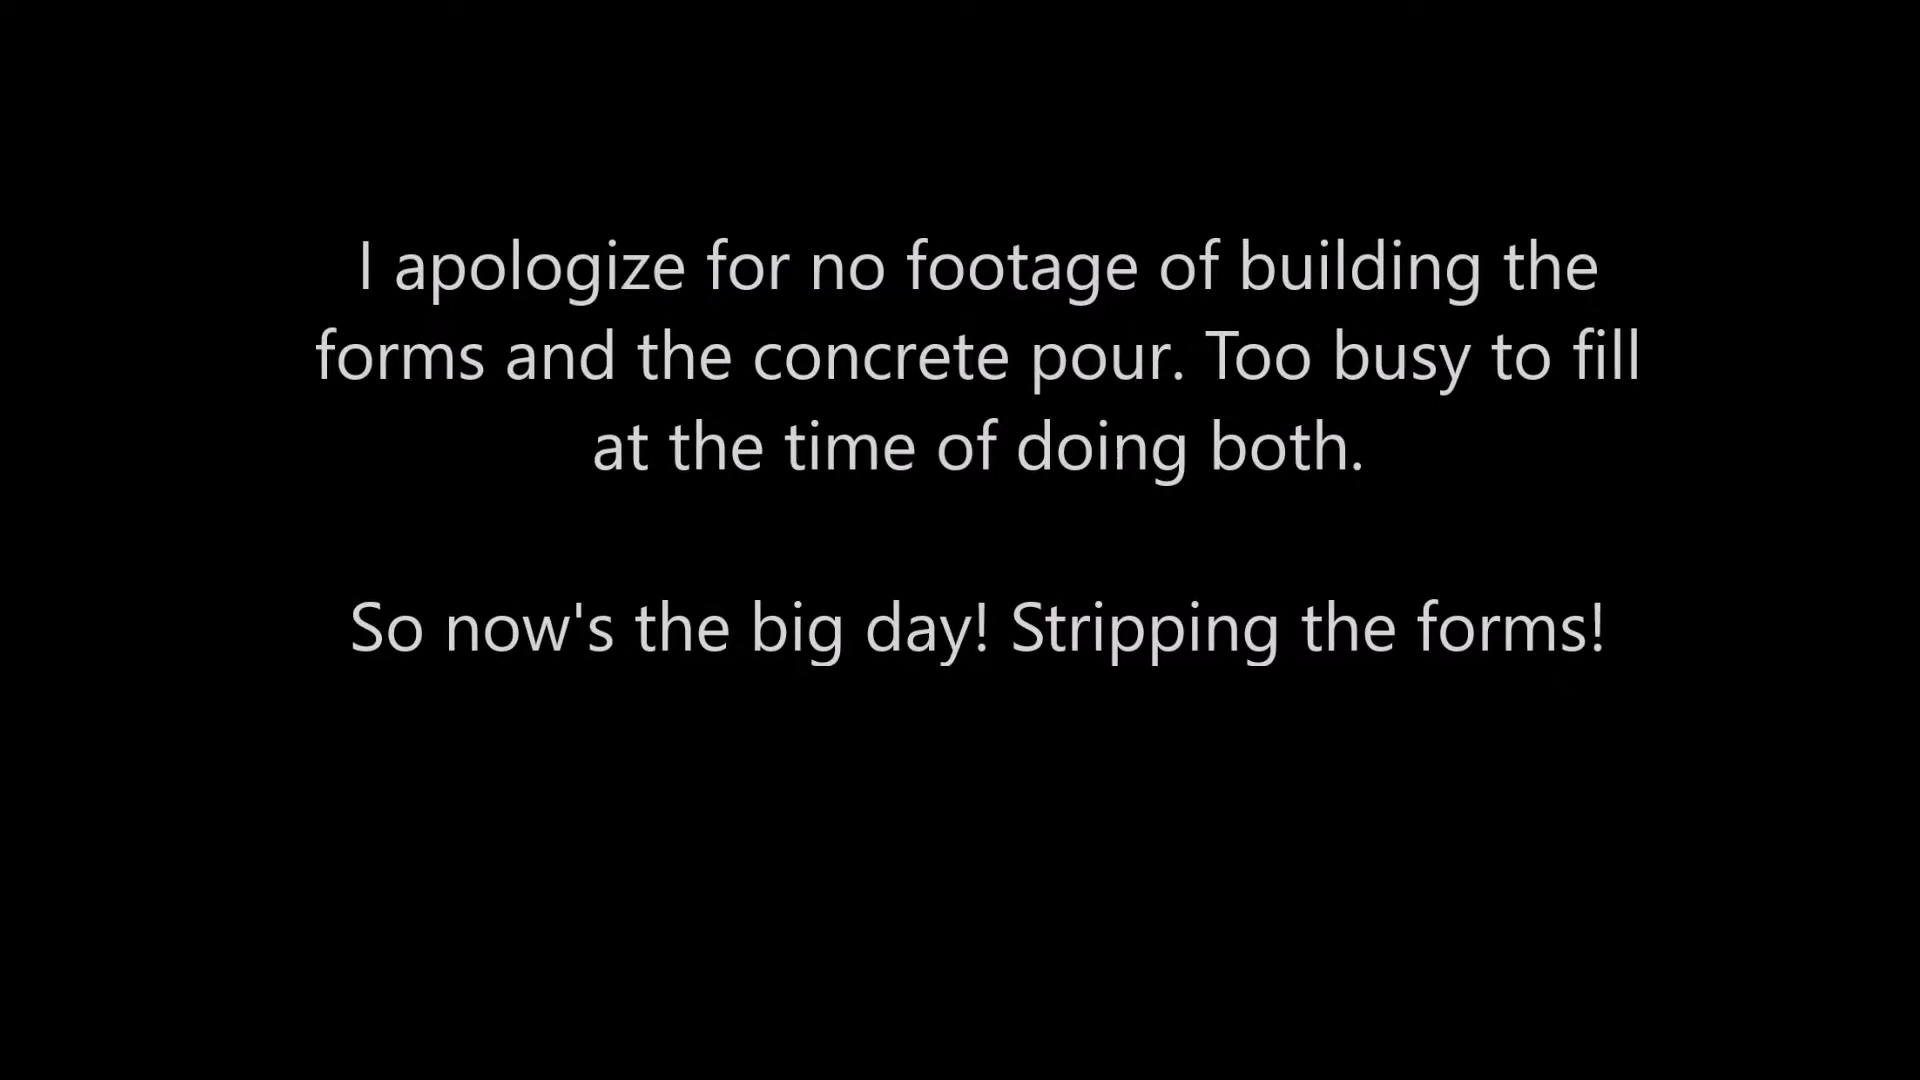 I apologize for no footage of building the
forms and the concrete pour. Too busy to fill
at the time of doing both.
So now's the big day! Stripping the forms!